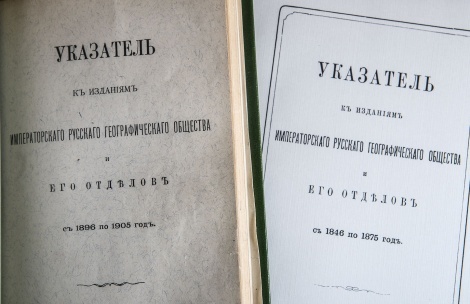 УКАЗАТЕЛЬ
КЪ ИЗДАНІЯМЪ
ИМПЕРАТОРСКАГО РУССКАГО ГЕОГРАФИЧЕСКАГО ОБЩЕСТВА
И
ЕГО ОТДѢЛОВЪ
съ 1896 по 1905 годъ.
УКАЗАТЕЛЬ
КЪ ИЗДАНІЯМЪ
ИМПЕРАТОРСКАГО РУССКАГО ГЕОГРАФИЧЕСКАГО ОБЩЕСТВА
И
ЕГО ОТДѢЛОВЪ
съ 1846 по 1875 годъ.